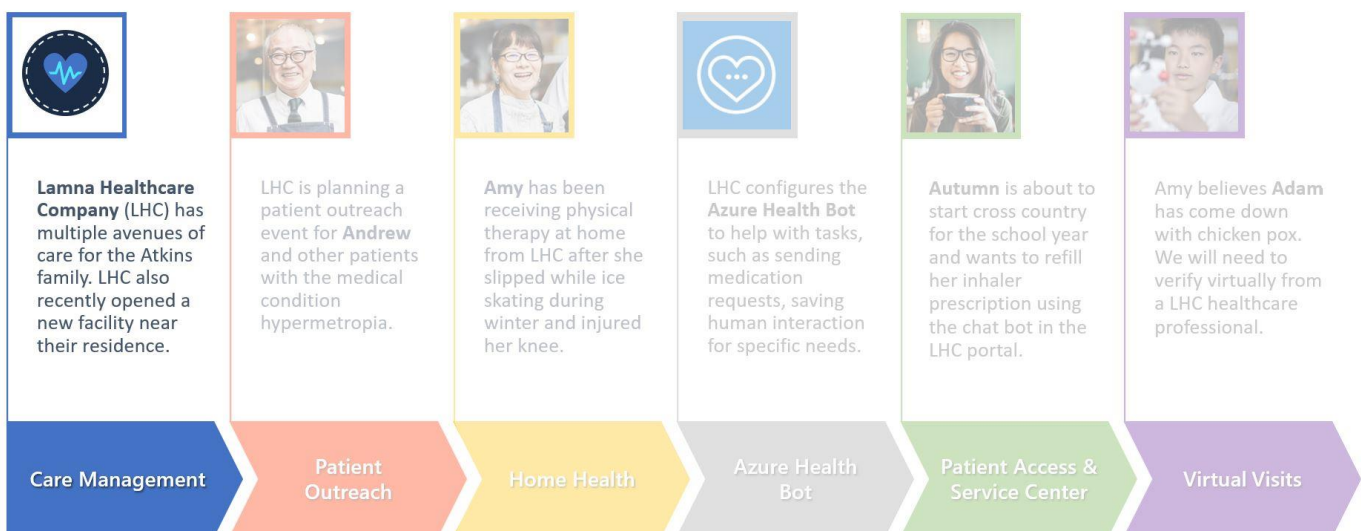 Lamna Healthcare
Company (LHC) has
multiple avenues of
care for the Atkins
family. LHC also
recently opened a
new facility near
their residence.
LHC is planning a
patient outreach
event for Andrew
and other patients
with the medical
condition
hypermetropia.
Amy has been
receiving physical
therapy at home
from LHC after she
slipped while ice
skating during
winter and injured
her knee.
LHC configures the
Azure Health Bot
to help with tasks,
such as sending
medication
requests, saving
human interaction
for specific needs.
Autumn is about to
start cross country
for the school year
and wants to refill
her inhaler
prescription using
the chat bot in the
LHC portal.
Amy believes Adam
has come down
with chicken pox.
We will need to
verify virtually from
a LHC healthcare
professional.
Care Management
Patient
Outreach
Home Health
Azure Health
Bot
Patient Access &
Service Center
Virtual Visits